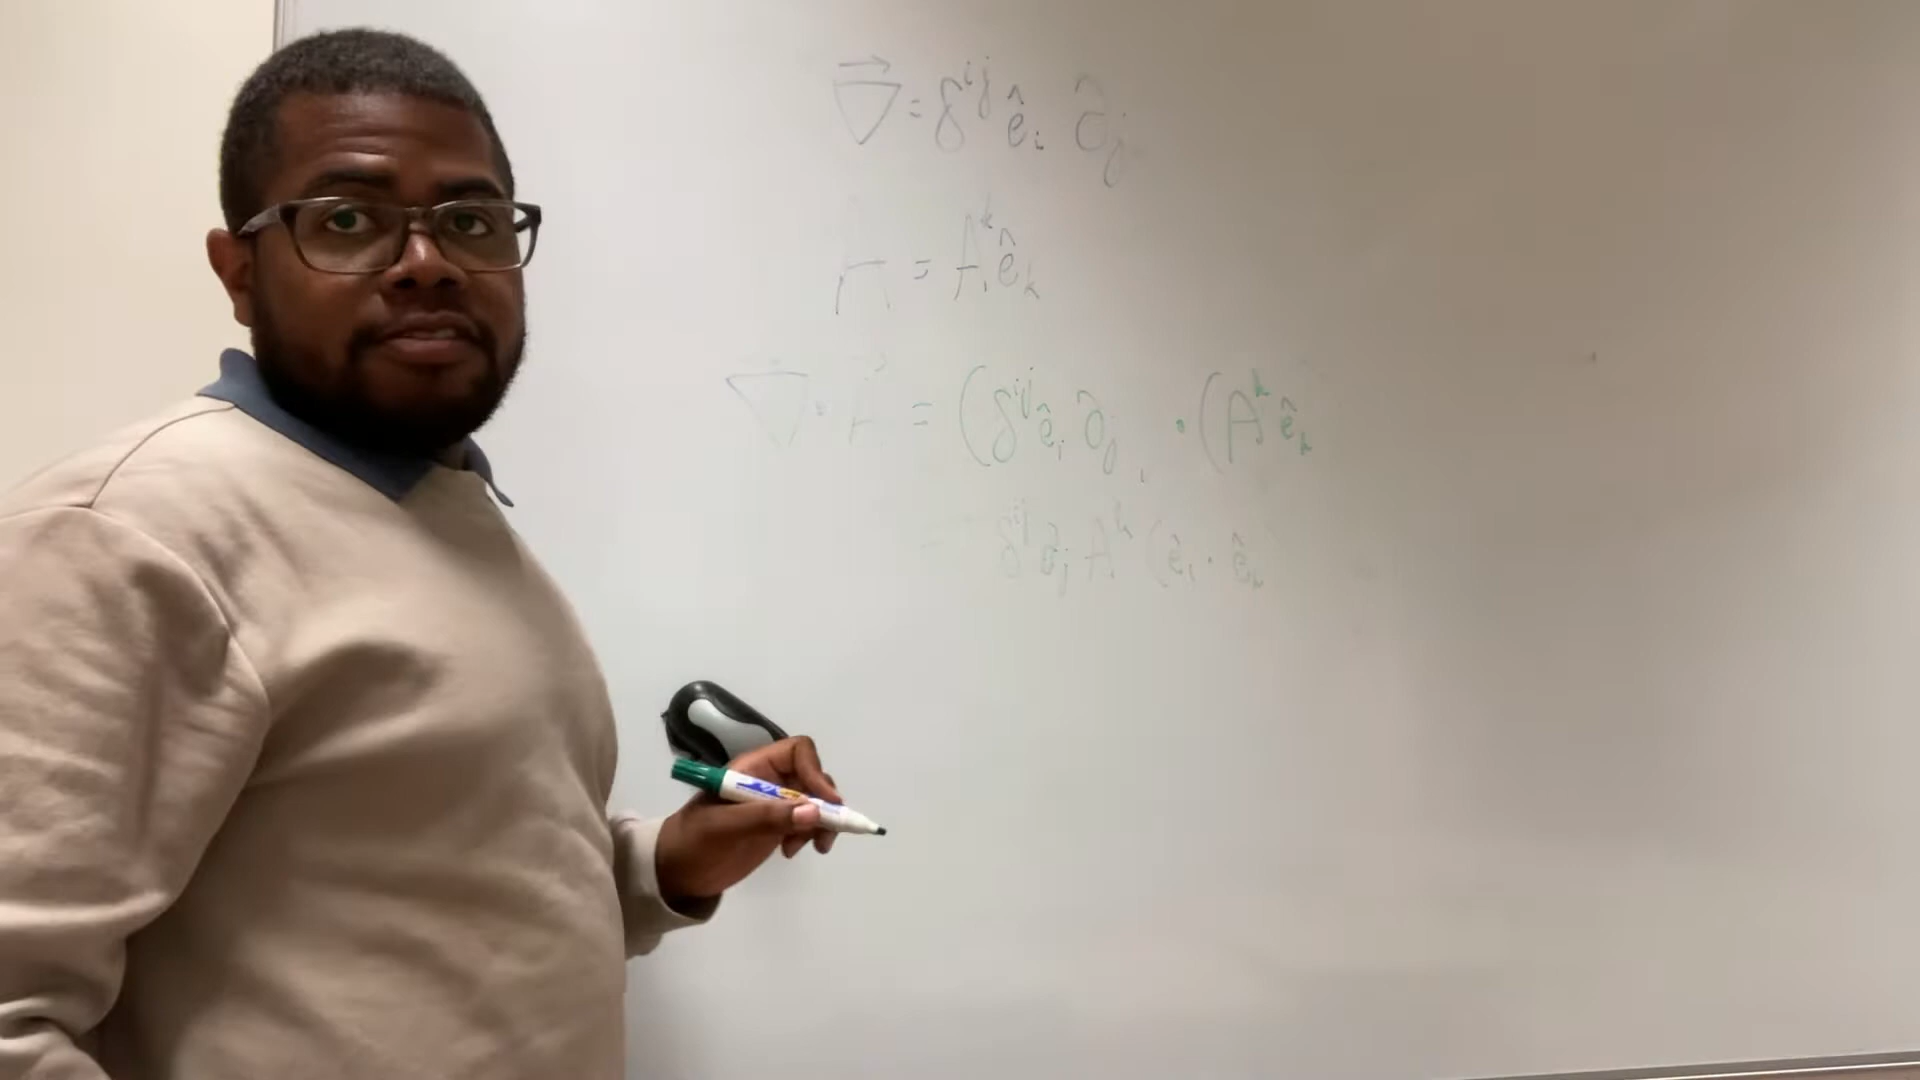 ∇⃗ = δ^{ij} ê_i ∂_j
A = A^k ê_k
∇ · A⃗ = (δ^{ij} ê_i ∂_j · (A^k ê_k
= δ^{ij} ∂_j A^k (ê_i · ê_k